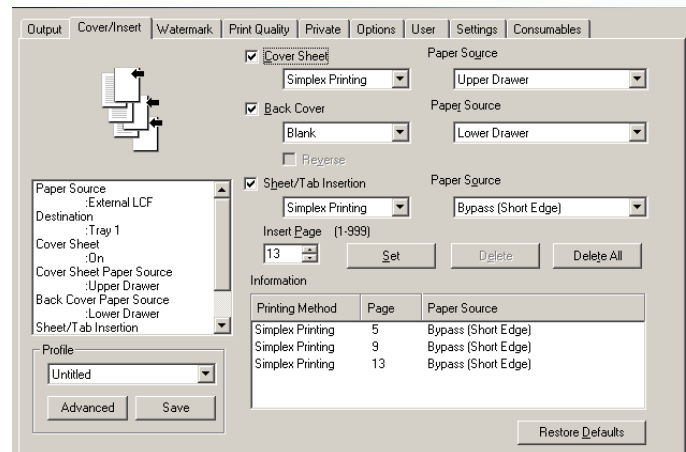 Output Cover/Insert Watermark Print Quality Private Options User Settings Consumables
Cover Sheet
Paper Source
Simplex Printing
Upper Drawer
Back Cover
Paper Source
Blank
Lower Drawer
Reverse
Sheet/Tab Insertion
Paper Source
Simplex Printing
Bypass (Short Edge)
Insert Page (1-999)
13
Set
Delete
Delete All
Paper Source
:External LCF
Destination
:Tray 1
Cover Sheet
:On
Cover Sheet Paper Source
:Upper Drawer
Back Cover Paper Source
:Lower Drawer
Sheet/Tab Insertion
Information
Printing Method Page Paper Source
Simplex Printing 5 Bypass (Short Edge)
Simplex Printing 9 Bypass (Short Edge)
Simplex Printing 13 Bypass (Short Edge)
Profile
Untitled
Advanced
Save
Restore Defaults